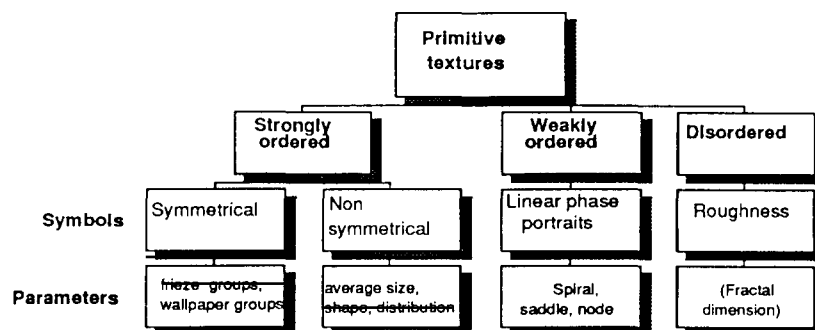 Primitive
textures
Strongly
ordered
Weakly
ordered
Disordered
Symbols
Symmetrical
Non
symmetrical
Linear phase
portraits
Roughness
Parameters
frieze groups,
wallpaper groups
average size,
shape, distribution
Spiral,
saddle, node
(Fractal
dimension)